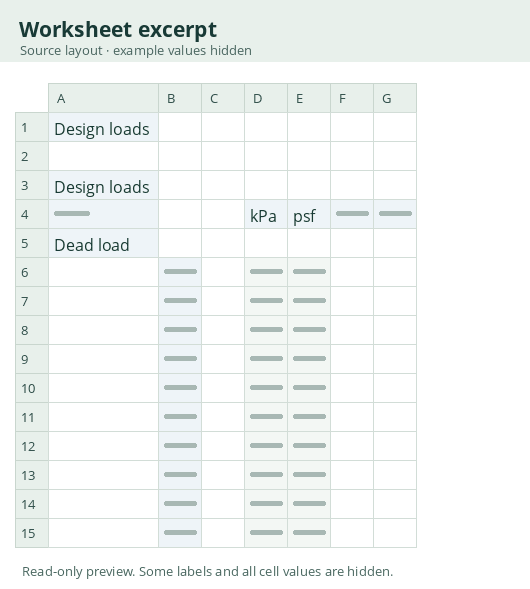 Worksheet excerpt
Source layout · example values hidden
A B C D E F G
1 Design loads
2
3 Design loads
4 kPa psf
5 Dead load
6
7
8
9
10
11
12
13
14
15
Read-only preview. Some labels and all cell values are hidden.